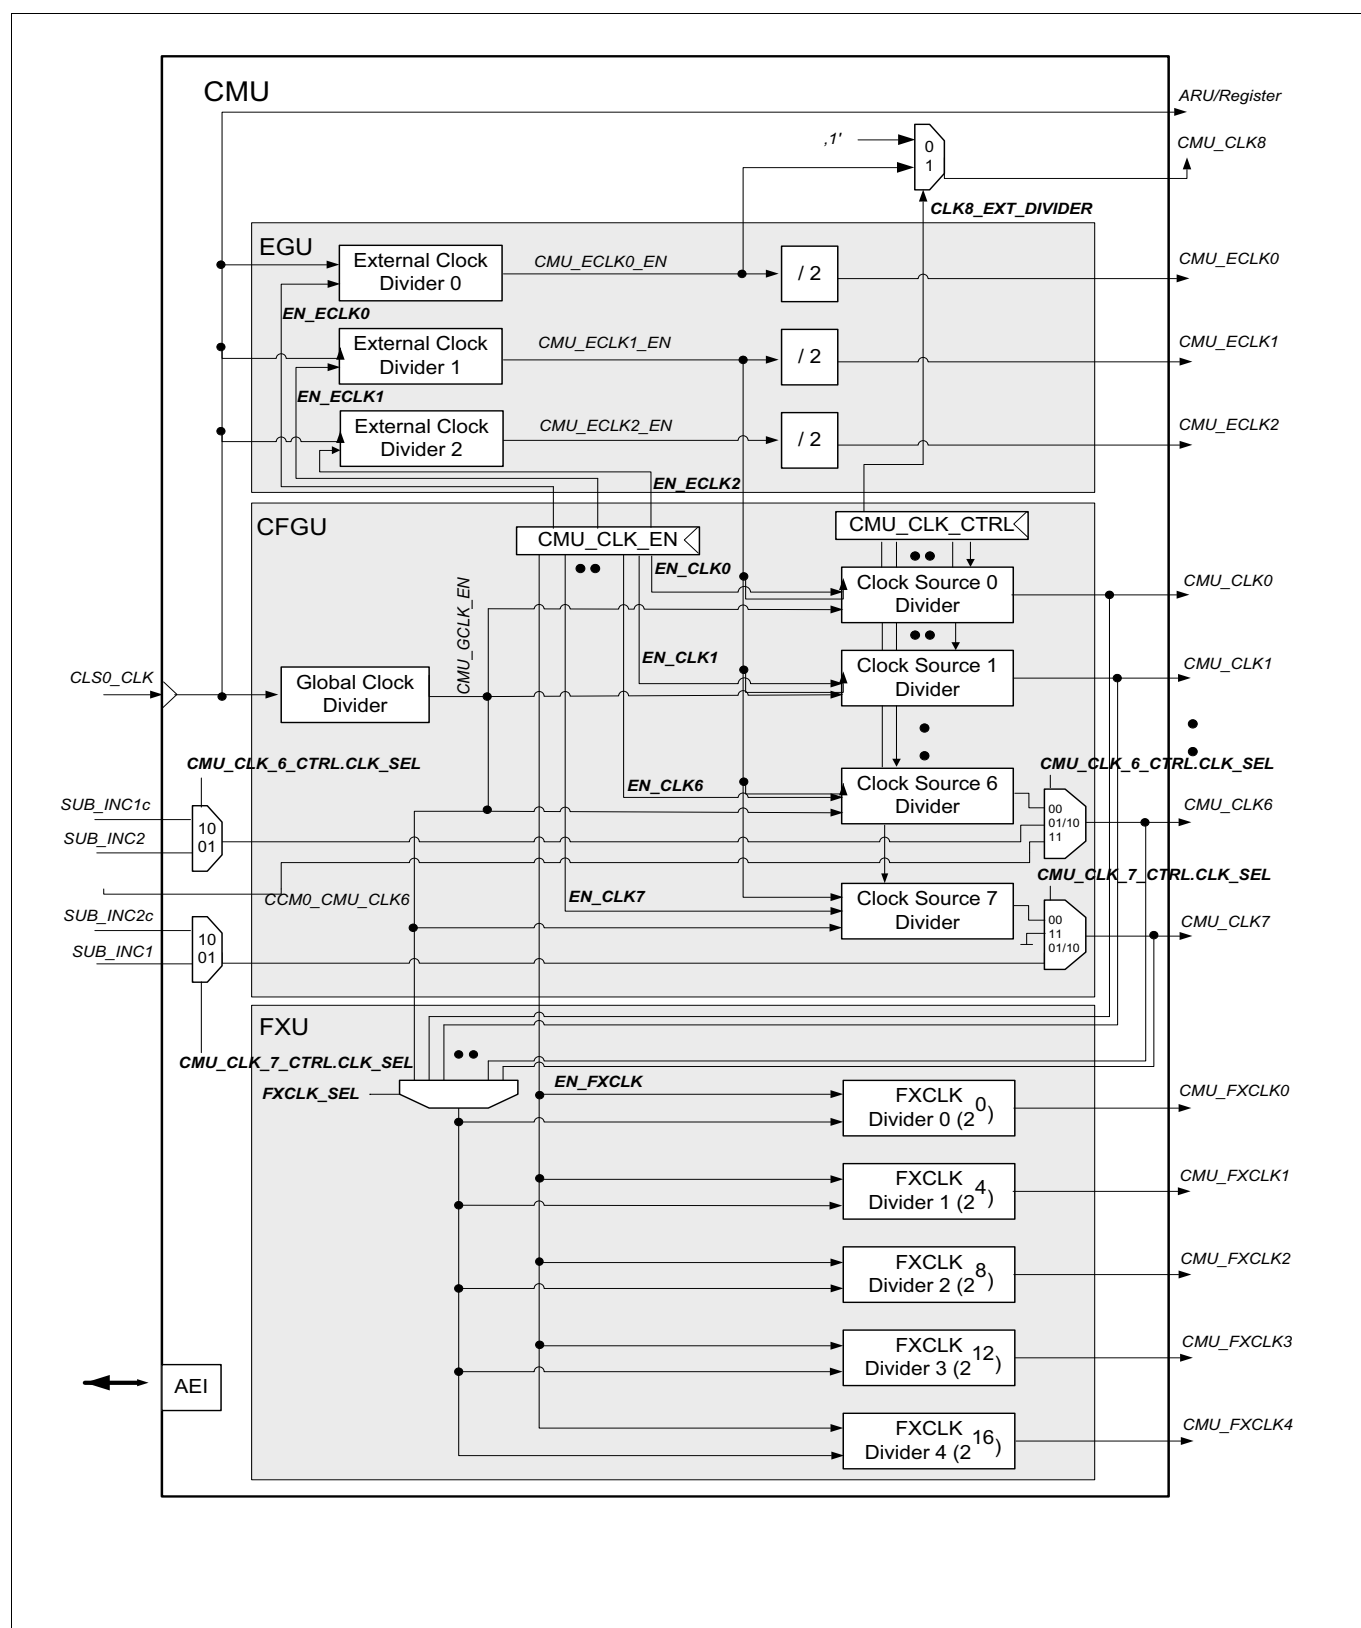 CMU
ARU/Register
,1'
0
1
CMU_CLK8
CLK8_EXT_DIVIDER
EGU
External Clock
Divider 0
CMU_ECLK0_EN
/ 2
CMU_ECLK0
EN_ECLK0
External Clock
Divider 1
CMU_ECLK1_EN
/ 2
CMU_ECLK1
EN_ECLK1
External Clock
Divider 2
CMU_ECLK2_EN
/ 2
CMU_ECLK2
EN_ECLK2
CFGU
CMU_CLK_EN
CMU_CLK_CTRL
EN_CLK0
Clock Source 0
Divider
CMU_CLK0
CMU_GCLK_EN
EN_CLK1
Clock Source 1
Divider
CMU_CLK1
CLS0_CLK
Global Clock
Divider
CMU_CLK_6_CTRL.CLK_SEL
CMU_CLK_6_CTRL.CLK_SEL
EN_CLK6
Clock Source 6
Divider
SUB_INC1c
10
01
SUB_INC2
00
01/10
11
CMU_CLK6
CMU_CLK_7_CTRL.CLK_SEL
CCM0_CMU_CLK6
EN_CLK7
Clock Source 7
Divider
SUB_INC2c
10
01
SUB_INC1
00
11
01/10
CMU_CLK7
FXU
CMU_CLK_7_CTRL.CLK_SEL
FXCLK_SEL
EN_FXCLK
FXCLK
Divider 0 (2^0)
CMU_FXCLK0
FXCLK
Divider 1 (2^4)
CMU_FXCLK1
FXCLK
Divider 2 (2^8)
CMU_FXCLK2
FXCLK
Divider 3 (2^12)
CMU_FXCLK3
AEI
FXCLK
Divider 4 (2^16)
CMU_FXCLK4